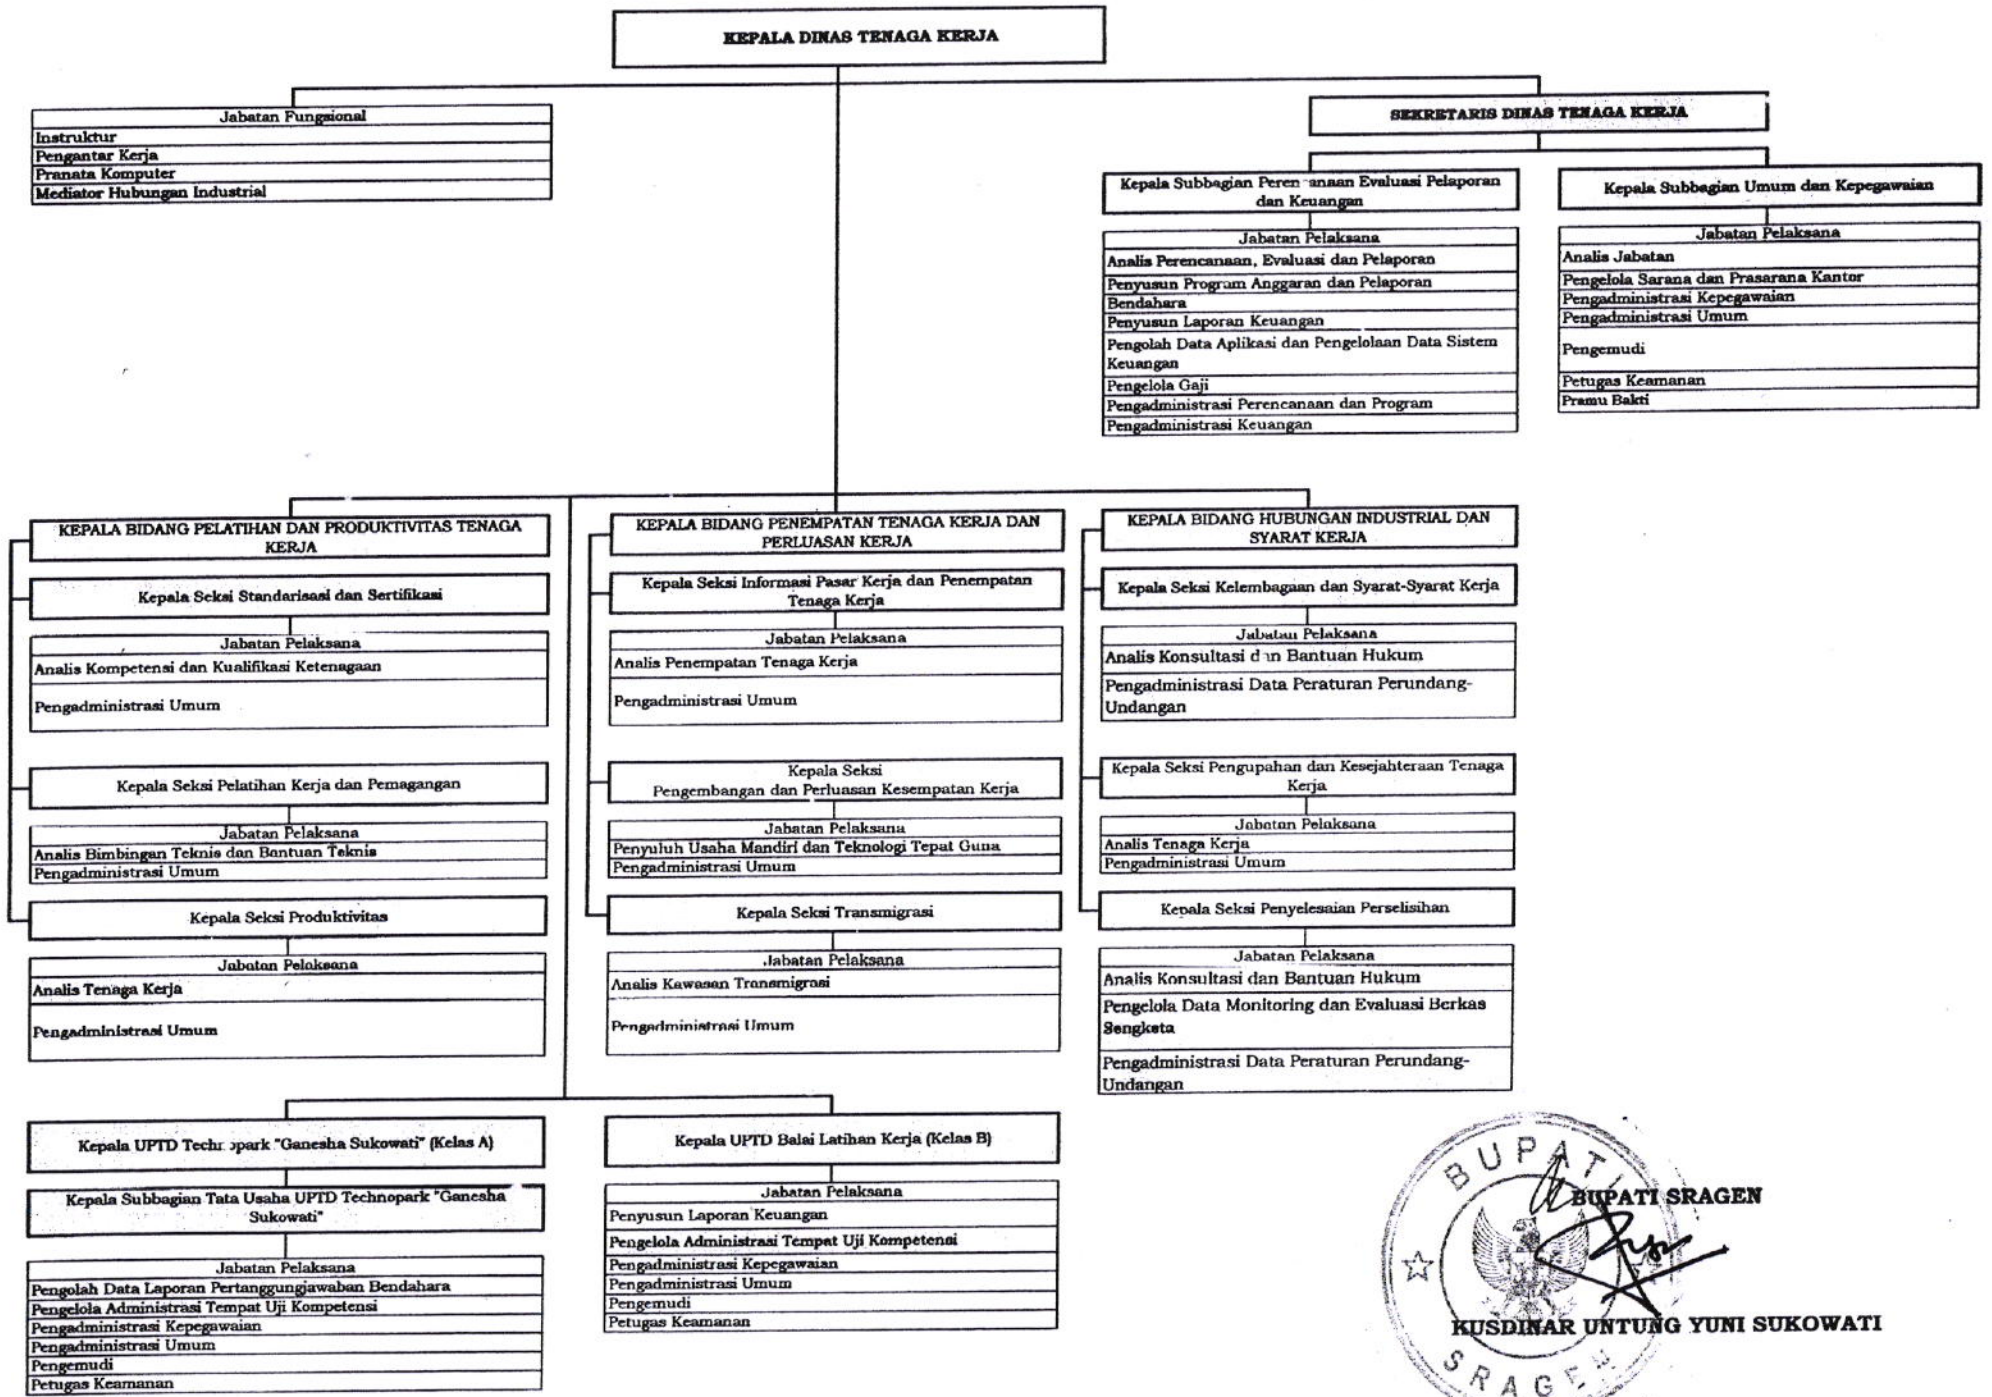 KEPALA DINAS TENAGA KERJA
Jabatan Fungsional
Instruktur
Pengantar Kerja
Pranata Komputer
Mediator Hubungan Industrial
SEKRETARIS DINAS TENAGA KERJA
Kepala Subbagian Peren anaan Evaluasi Pelaporan
dan Keuangan
Jabatan Pelaksana
Analis Perencanaan, Evaluasi dan Pelaporan
Penyusun Program Anggaran dan Pelaporan
Bendahara
Penyusun Laporan Keuangan
Pengolah Data Aplikasi dan Pengelolaan Data Sistem
Keuangan
Pengelola Gaji
Pengadministrasi Perencanaan dan Program
Pengadministrasi Keuangan
Kepala Subbagian Umum dan Kepegawaian
Jabatan Pelaksana
Analis Jabatan
Pengelola Sarana dan Prasarana Kantor
Pengadministrasi Kepegawaian
Pengadministrasi Umum
Pengemudi
Petugas Keamanan
Pramu Bakti
KEPALA BIDANG PELATIHAN DAN PRODUKTIVITAS TENAGA
KERJA
Kepala Seksi Standarisasi dan Sertifikasi
Jabatan Pelaksana
Analis Kompetensi dan Kualifikasi Ketenagaan
Pengadministrasi Umum
Kepala Seksi Pelatihan Kerja dan Pemagangan
Jabatan Pelaksana
Analis Bimbingan Teknis dan Bantuan Teknis
Pengadministrasi Umum
Kepala Seksi Produktivitas
Jabatan Pelaksana
Analis Tenaga Kerja
Pengadministrasi Umum
KEPALA BIDANG PENEMPATAN TENAGA KERJA DAN
PERLUASAN KERJA
Kepala Seksi Informasi Pasar Kerja dan Penempatan
Tenaga Kerja
Jabatan Pelaksana
Analis Penempatan Tenaga Kerja
Pengadministrasi Umum
Kepala Seksi
Pengembangan dan Perluasan Kesempatan Kerja
Jabatan Pelaksana
Penyuluh Usaha Mandiri dan Teknologi Tepat Guna
Pengadministrasi Umum
Kepala Seksi Transmigrasi
Jabatan Pelaksana
Analis Kawasan Transmigrasi
Pengadministrasi Umum
KEPALA BIDANG HUBUNGAN INDUSTRIAL DAN
SYARAT KERJA
Kepala Seksi Kelembagaan dan Syarat-Syarat Kerja
Jabatan Pelaksana
Analis Konsultasi dan Bantuan Hukum
Pengadministrasi Data Peraturan Perundang-
Undangan
Kepala Seksi Pengupahan dan Kesejahteraan Tenaga
Kerja
Jabatan Pelaksana
Analis Tenaga Kerja
Pengadministrasi Umum
Kepala Seksi Penyelesaian Perselisihan
Jabatan Pelaksana
Analis Konsultasi dan Bantuan Hukum
Pengelola Data Monitoring dan Evaluasi Berkas
Sengketa
Pengadministrasi Data Peraturan Perundang-
Undangan
Kepala UPTD Technopark "Ganesha Sukowati" (Kelas A)
Kepala Subbagian Tata Usaha UPTD Technopark "Ganesha
Sukowati"
Jabatan Pelaksana
Pengolah Data Laporan Pertanggungjawaban Bendahara
Pengelola Administrasi Tempat Uji Kompetensi
Pengadministrasi Kepegawaian
Pengadministrasi Umum
Pengemudi
Petugas Keamanan
Kepala UPTD Balai Latihan Kerja (Kelas B)
Jabatan Pelaksana
Penyusun Laporan Keuangan
Pengelola Administrasi Tempat Uji Kompetensi
Pengadministrasi Kepegawaian
Pengadministrasi Umum
Pengemudi
Petugas Keamanan
BUPATI
BUPATI SRAGEN
KUSDINAR UNTUNG YUNI SUKOWATI
SRAGEN